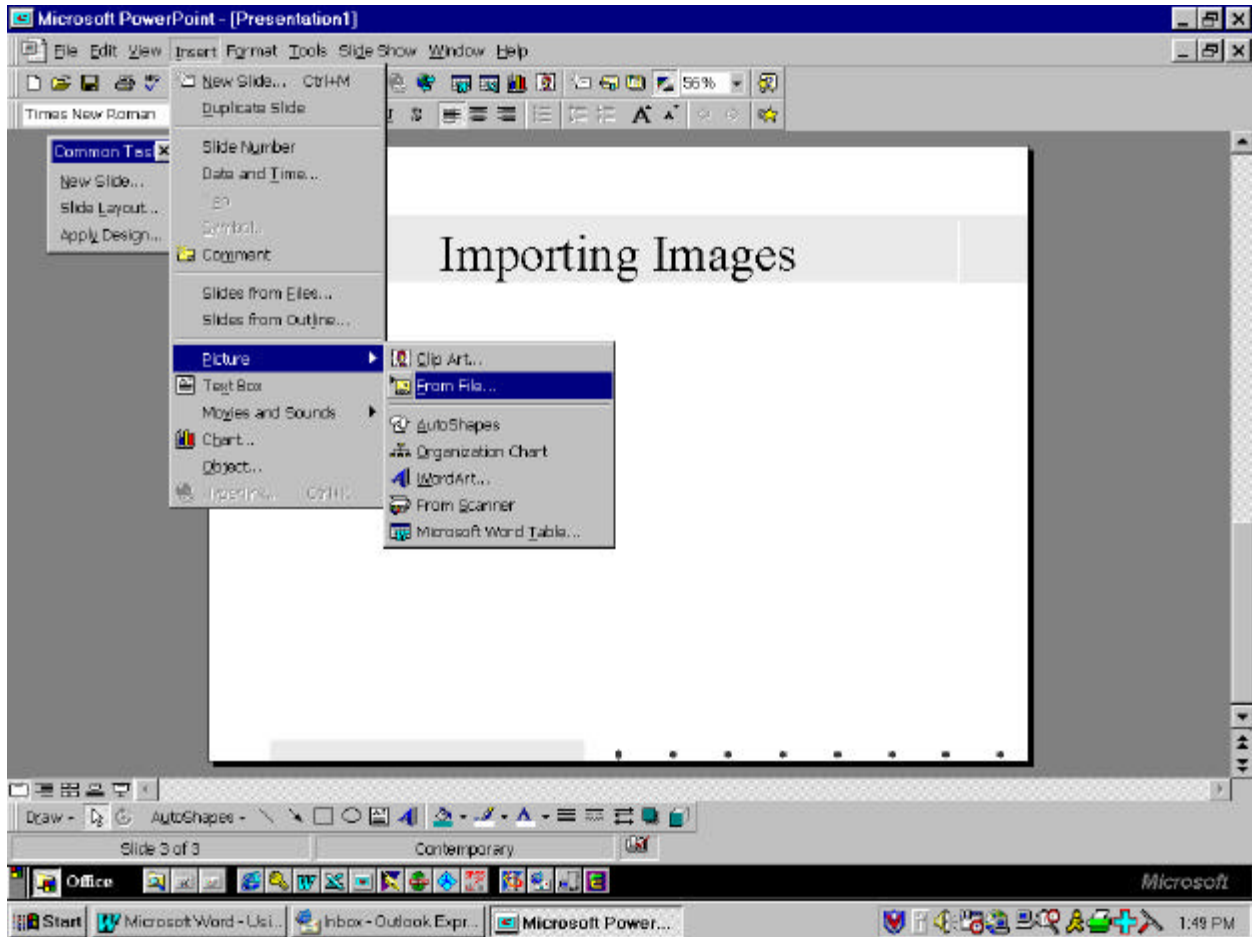 Microsoft PowerPoint - [Presentation1]
File Edit View Insert Format Tools Slide Show Window Help
56%
Times New Roman
New Slide... Ctrl+M
Duplicate Slide
Slide Number
Date and Time...
Symbol...
Comment
Slides from Files...
Slides from Outline...
Picture
Text Box
Movies and Sounds
Chart...
Object...
Common Tas
New Slide...
Slide Layout...
Apply Design...
Importing Images
Clip Art...
From File...
AutoShapes
Organization Chart
WordArt...
From Scanner
Microsoft Word Table...
Draw AutoShapes
Slide 3 of 3 Contemporary
Office Microsoft
Start Microsoft Word - Usi... Inbox - Outlook Expr... Microsoft Power... 1:49 PM